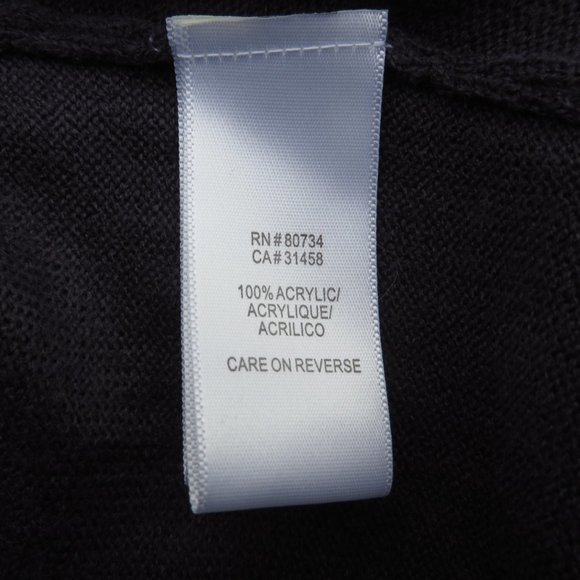 RN#80734
CA#31458
100% ACRYLIC/
ACRYLIQUE/
ACRILICO
CARE ON REVERSE